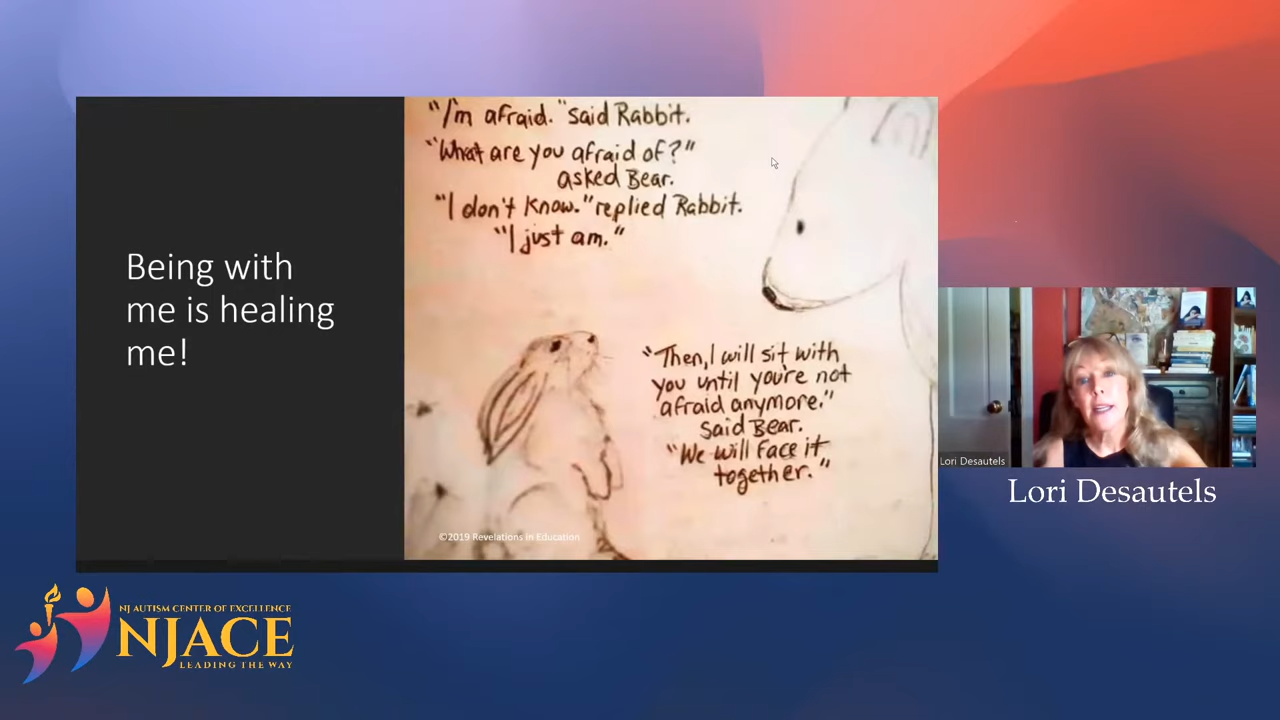 Being with
me is healing
me!
"I'm afraid." said Rabbit.
"What are you afraid of?"
asked Bear.
"I don't know." replied Rabbit.
"I just am."
"Then, I will sit with
you until you're not
afraid anymore."
said Bear.
"We will face it
together."
©2019 Revelations in Education
Lori Desautels
Lori Desautels
NJ AUTISM CENTER OF EXCELLENCE
NJACE
LEADING THE WAY